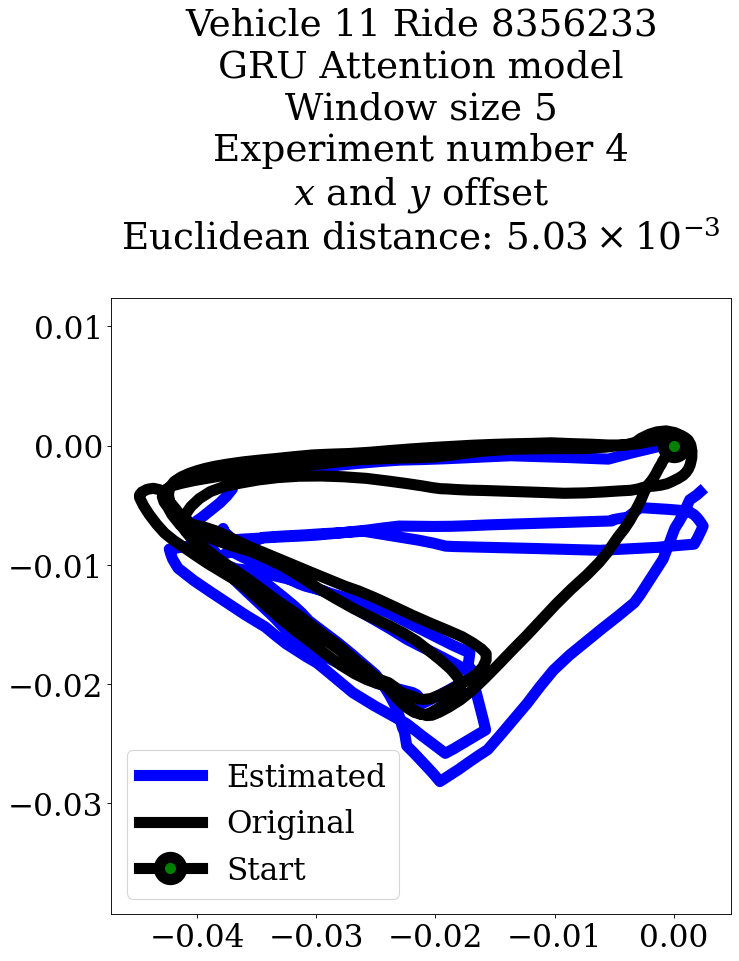 Vehicle 11 Ride 8356233
GRU Attention model
Window size 5
Experiment number 4
x and y offset
Euclidean distance: 5.03 × 10⁻³
0.01
0.00
−0.01
−0.02
−0.03
Estimated
Original
Start
−0.04 −0.03 −0.02 −0.01 0.00